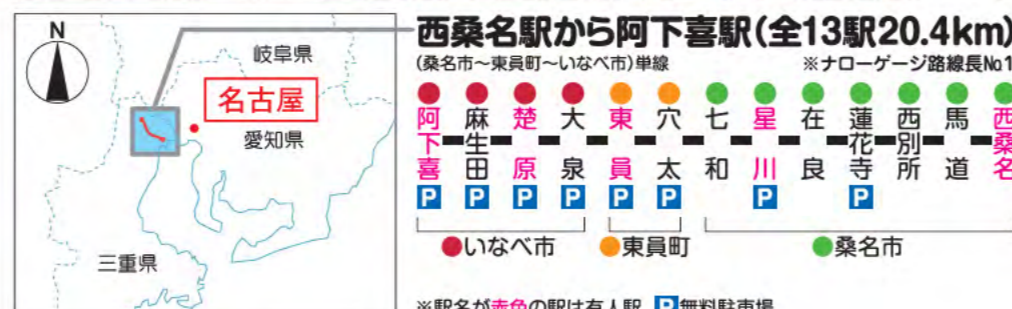 N
岐阜県
名古屋
愛知県
三重県
西桑名駅から阿下喜駅(全13駅20.4km)
(桑名市～東員町～いなべ市)単線
※ナローゲージ路線長No1
阿下喜
麻生田
楚原
大泉
東員
穴太
七和
星川
在良
蓮花寺
西別所
馬道
西桑名
P P P P P P P P
いなべ市
東員町
桑名市
※駅名が赤色の駅は有人駅 P無料駐車場